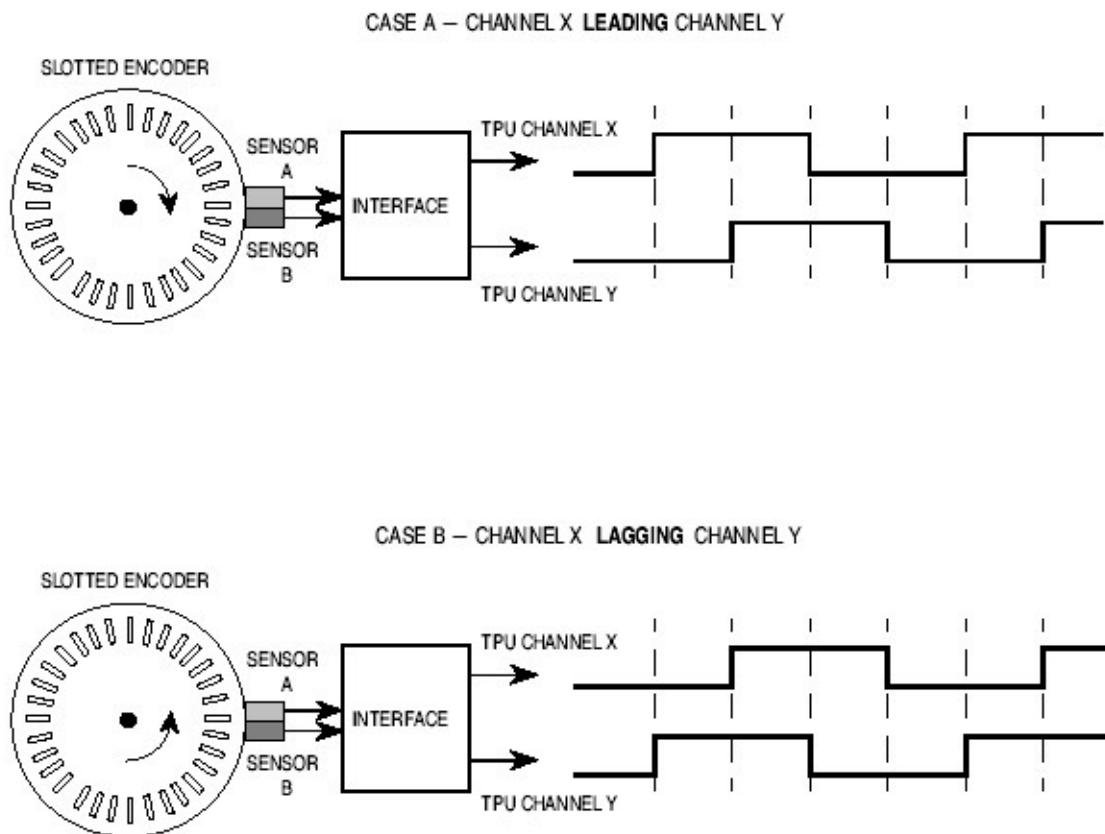 CASE A – CHANNEL X LEADING CHANNEL Y
SLOTTED ENCODER
SENSOR
A
INTERFACE
SENSOR
B
TPU CHANNEL X
TPU CHANNEL Y
CASE B – CHANNEL X LAGGING CHANNEL Y
SLOTTED ENCODER
SENSOR
A
INTERFACE
SENSOR
B
TPU CHANNEL X
TPU CHANNEL Y